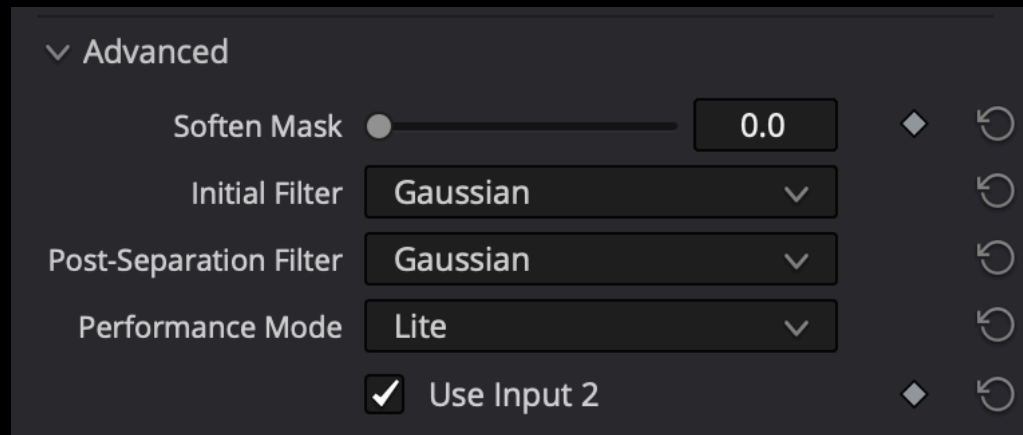 Advanced
Soften Mask 0.0
Initial Filter Gaussian
Post-Separation Filter Gaussian
Performance Mode Lite
Use Input 2